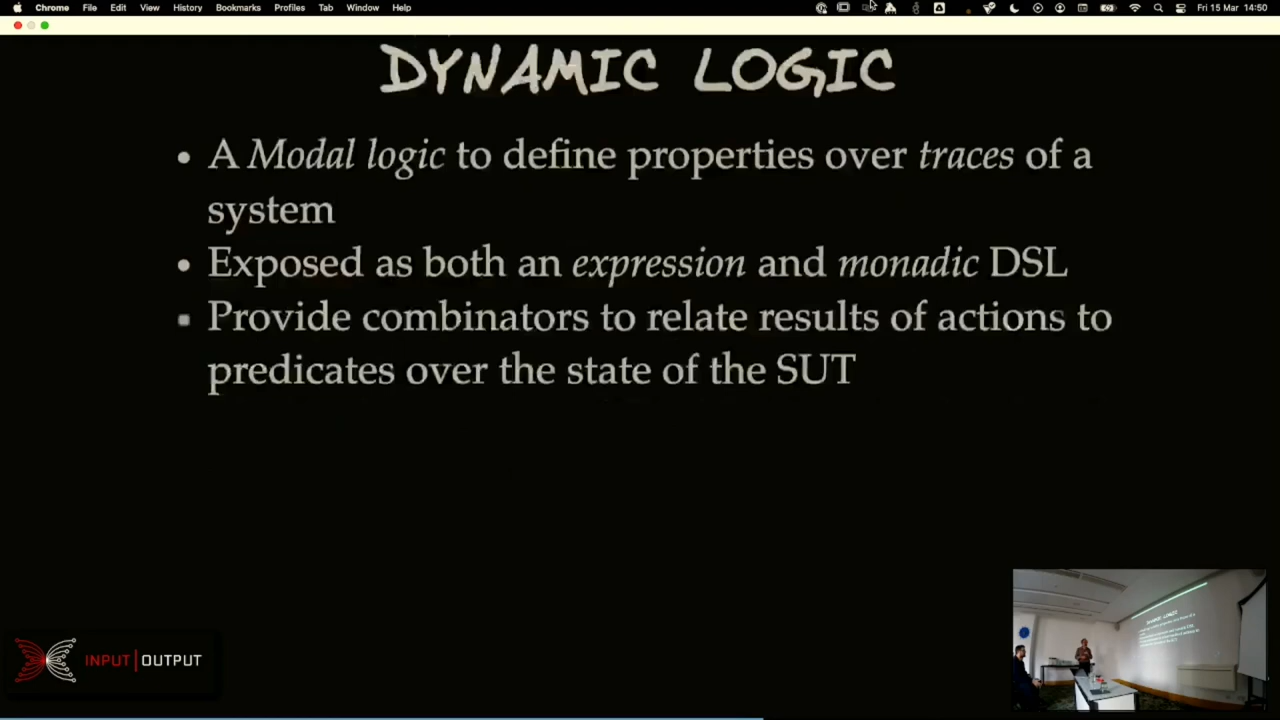 Chrome File Edit View History Bookmarks Profiles Tab Window Help Fri 15 Mar 14:50
DYNAMIC LOGIC
A Modal logic to define properties over traces of a
system
Exposed as both an expression and monadic DSL
Provide combinators to relate results of actions to
predicates over the state of the SUT
INPUT|OUTPUT
DYNAMIC LOGIC